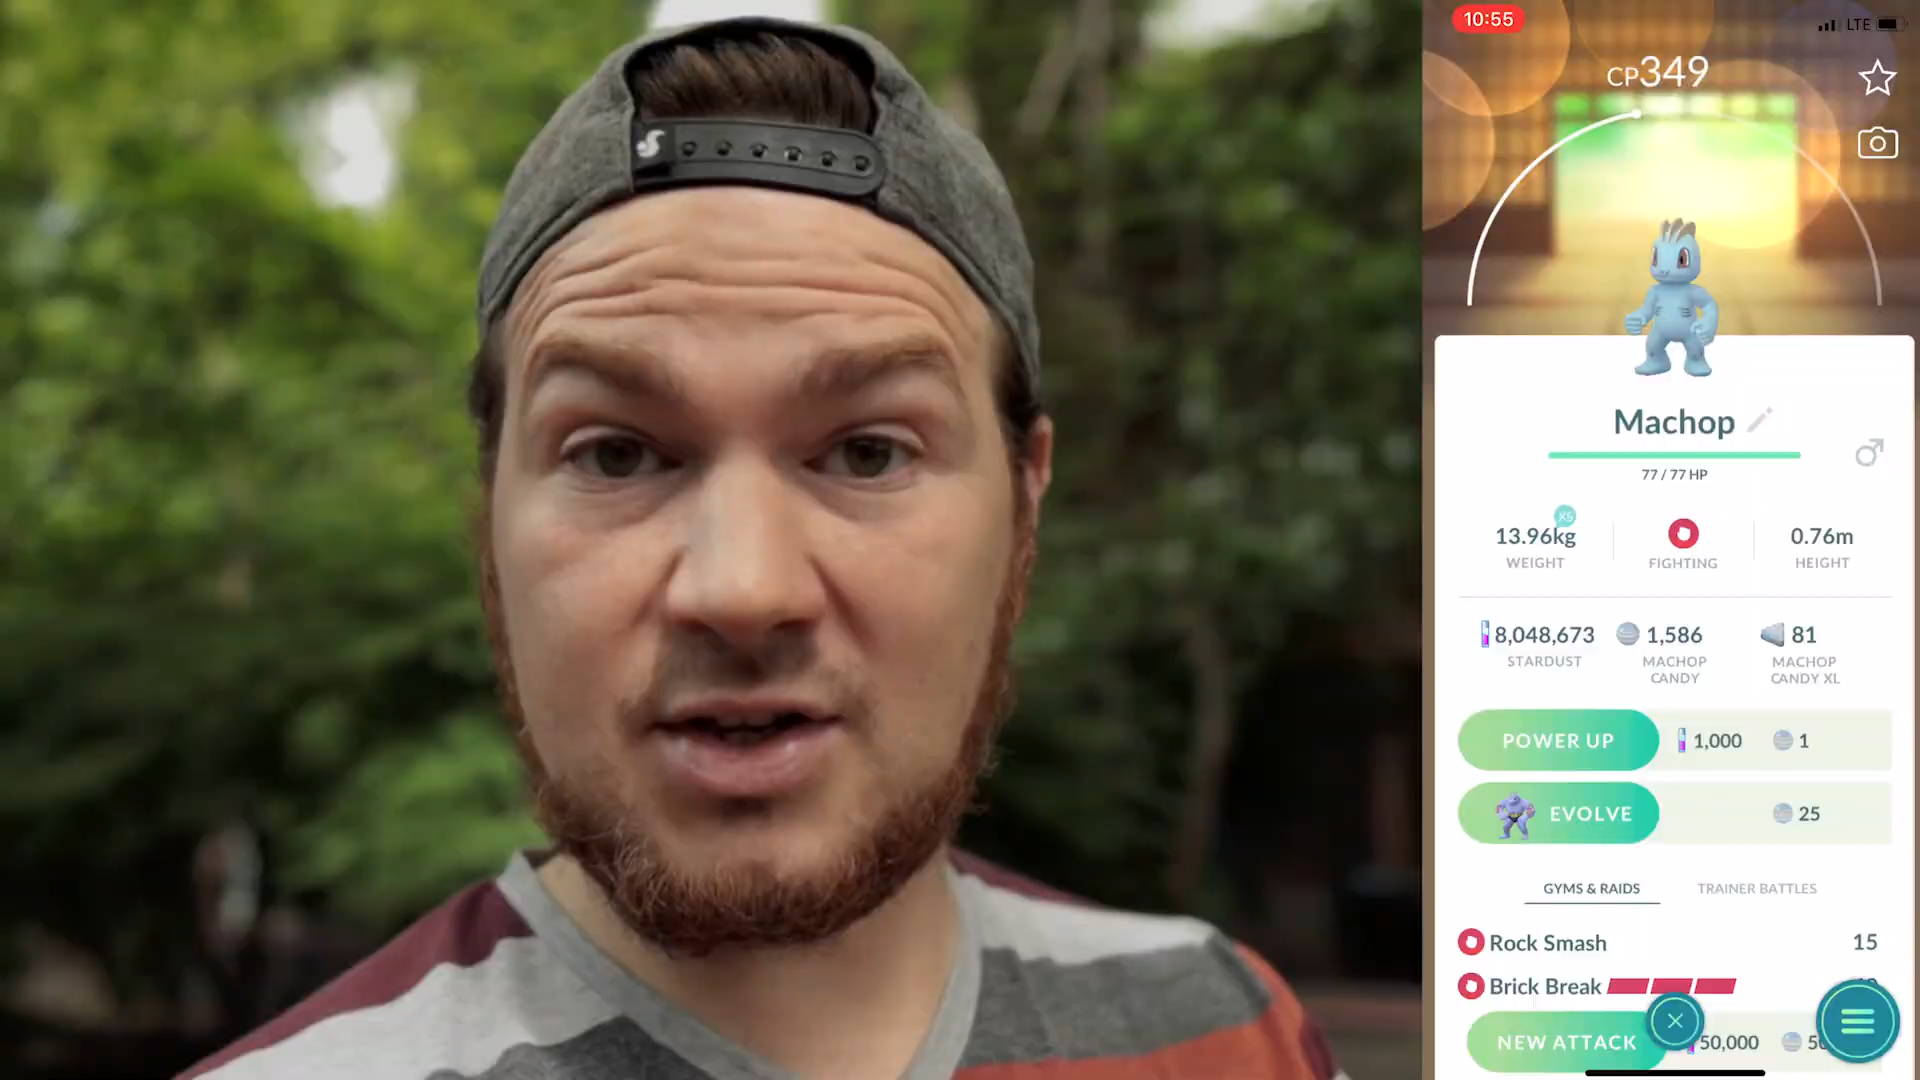 10:55
LTE
CP349
Machop
77 / 77 HP
XS
13.96kg
WEIGHT
FIGHTING
0.76m
HEIGHT
8,048,673
STARDUST
1,586
MACHOP
CANDY
81
MACHOP
CANDY XL
POWER UP 1,000 1
EVOLVE 25
GYMS & RAIDS TRAINER BATTLES
Rock Smash 15
Brick Break
NEW ATTACK 50,000